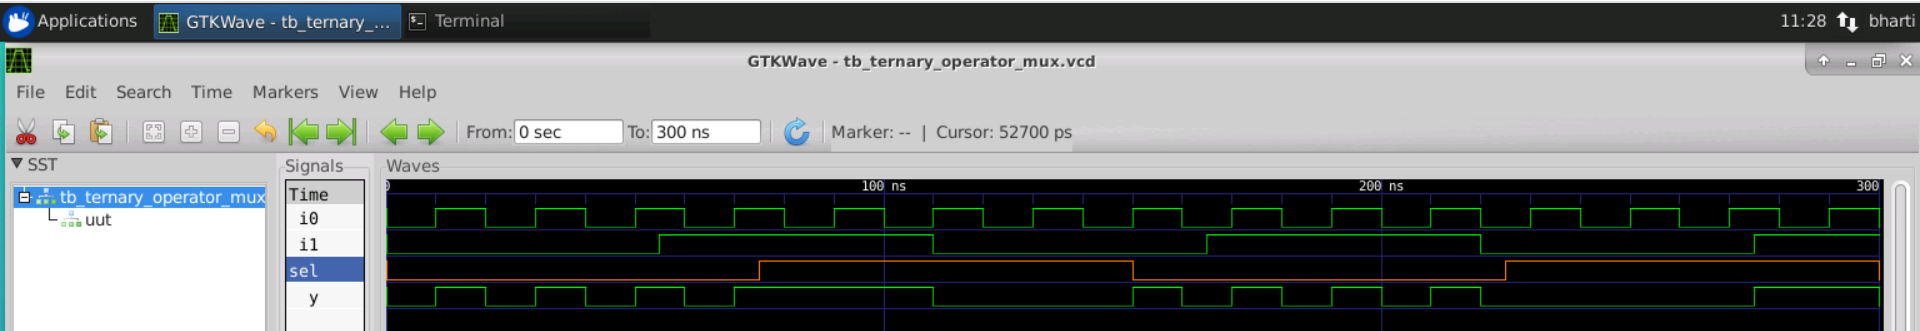 Applications GTKWave - tb_ternary_... Terminal 11:28 bharti
GTKWave - tb_ternary_operator_mux.vcd
File Edit Search Time Markers View Help
From: 0 sec To: 300 ns Marker: -- | Cursor: 52700 ps
SST Signals Waves
tb_ternary_operator_mux Time 0 100 ns 200 ns 300
i0
uut
i1
sel
y